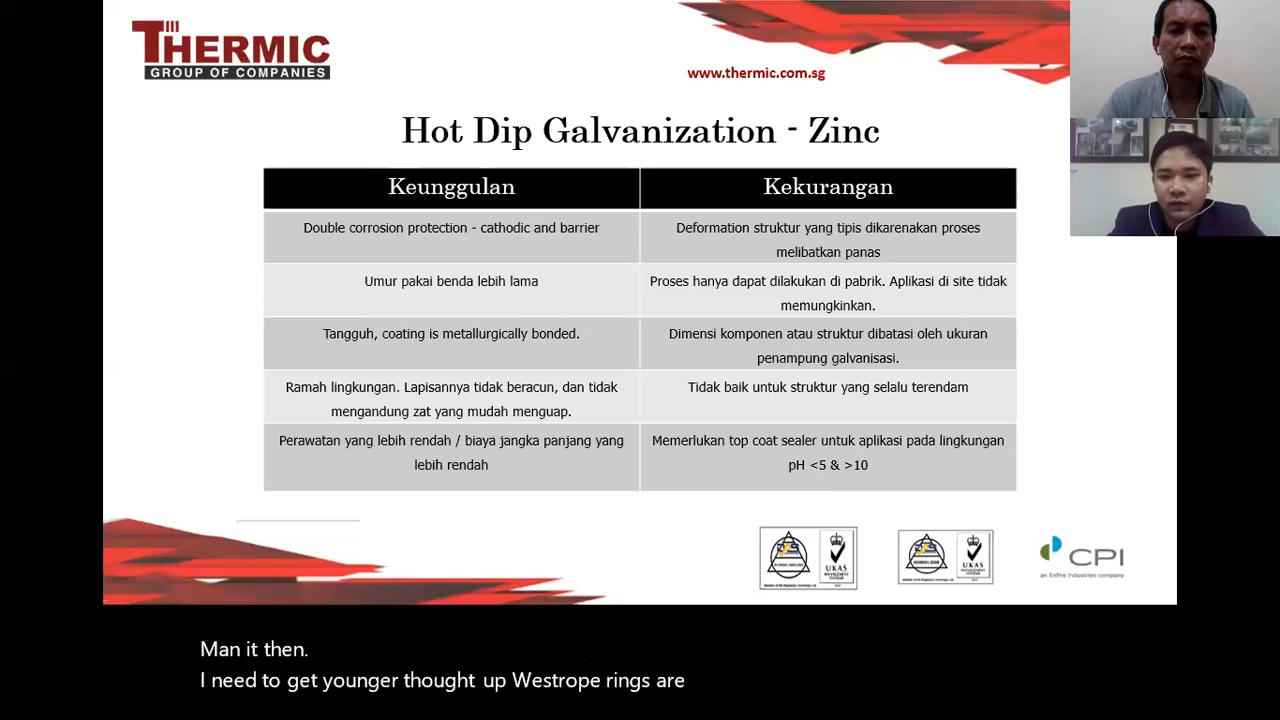 THERMIC
GROUP OF COMPANIES
www.thermic.com.sg
Hot Dip Galvanization - Zinc
Keunggulan
Kekurangan
Double corrosion protection - cathodic and barrier
Deformation struktur yang tipis dikarenakan proses
melibatkan panas
Umur pakai benda lebih lama
Proses hanya dapat dilakukan di pabrik. Aplikasi di site tidak
memungkinkan.
Tangguh, coating is metallurgically bonded.
Dimensi komponen atau struktur dibatasi oleh ukuran
penampung galvanisasi.
Ramah lingkungan. Lapisannya tidak beracun, dan tidak
mengandung zat yang mudah menguap.
Tidak baik untuk struktur yang selalu terendam
Perawatan yang lebih rendah / biaya jangka panjang yang
lebih rendah
Memerlukan top coat sealer untuk aplikasi pada lingkungan
pH <5 & >10
UKAS
MANAGEMENT
SYSTEMS
UKAS
MANAGEMENT
SYSTEMS
CPI
an EnPro Industries company
Man it then.
I need to get younger thought up Westrope rings are